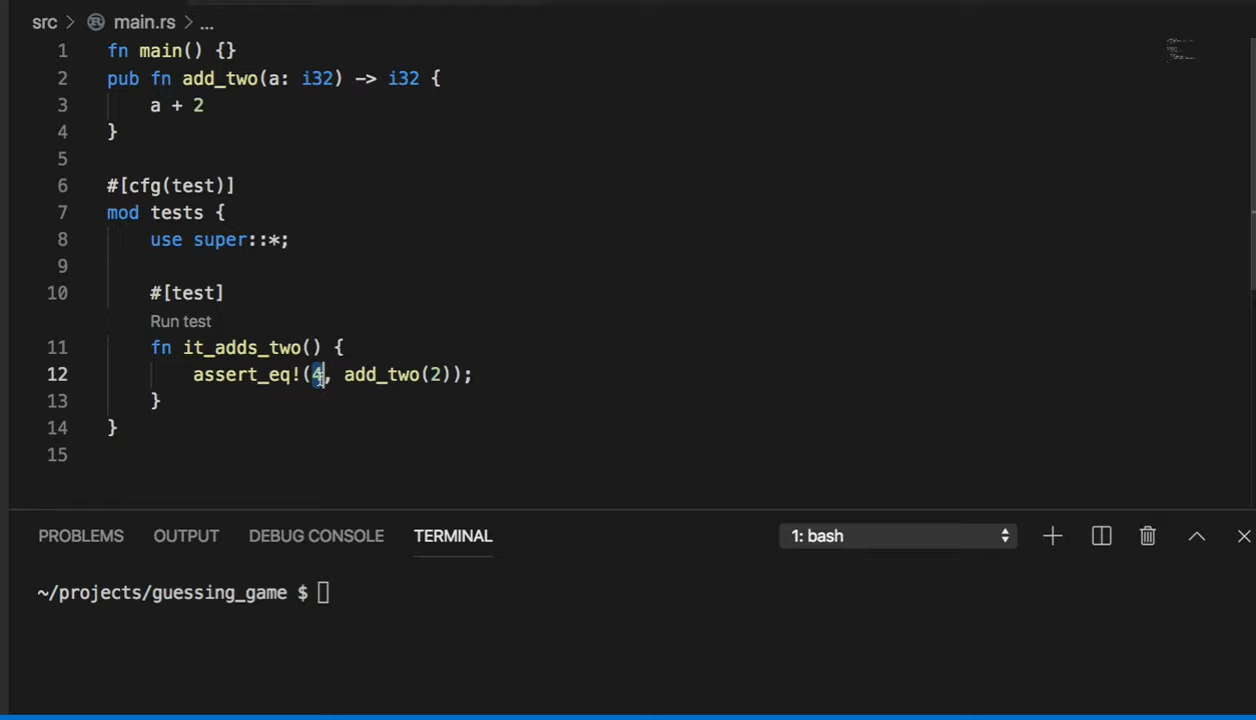 src > main.rs > ...
1 fn main() {}
2 pub fn add_two(a: i32) -> i32 {
3 a + 2
4 }
5
6 #[cfg(test)]
7 mod tests {
8 use super::*;
9
10 #[test]
Run test
11 fn it_adds_two() {
12 assert_eq!(4, add_two(2));
13 }
14 }
15
PROBLEMS OUTPUT DEBUG CONSOLE TERMINAL 1: bash
~/projects/guessing_game $